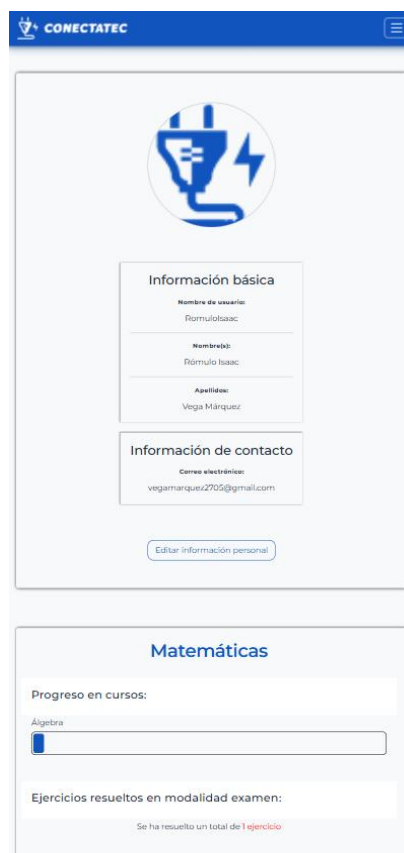 CONECTATEC
Información básica
Nombre de usuario:
RomuloIsaac
Nombre(s):
Rómulo Isaac
Apellidos:
Vega Márquez
Información de contacto
Correo electrónico:
vegamarquez2705@gmail.com
Editar información personal
Matemáticas
Progreso en cursos:
Álgebra
Ejercicios resueltos en modalidad examen:
Se ha resuelto un total de 1 ejercicio